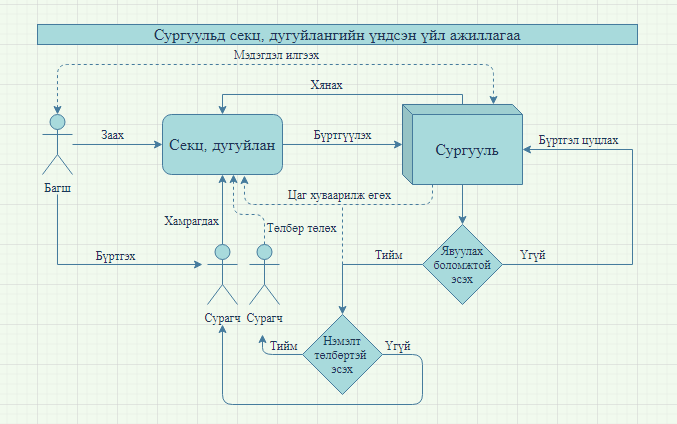 Сургуульд секц, дугуйлангийн үндсэн үйл ажиллагаа
Мэдэгдэл илгээх
Хянах
Заах
Секц, дугуйлан
Бүртгүүлэх
Сургууль
Бүртгэл цуцлах
Багш
Цаг хуваарилж өгөх
Хамрагдах
Төлбөр төлөх
Бүртгэх
Тийм
Явуулах
боломжтой
эсэх
Үгүй
Сурагч
Сурагч
Тийм
Нэмэлт
төлбөртэй
эсэх
Үгүй